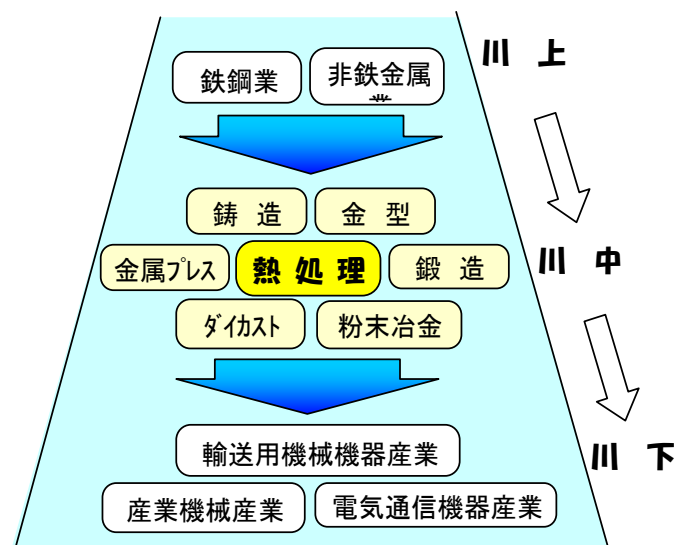 川 上
鉄鋼業
非鉄金属
鋳 造
金 型
川 中
金属プレス
熱 処 理
鍛 造
ダイカスト
粉末冶金
川 下
輸送用機械機器産業
産業機械産業
電気通信機器産業